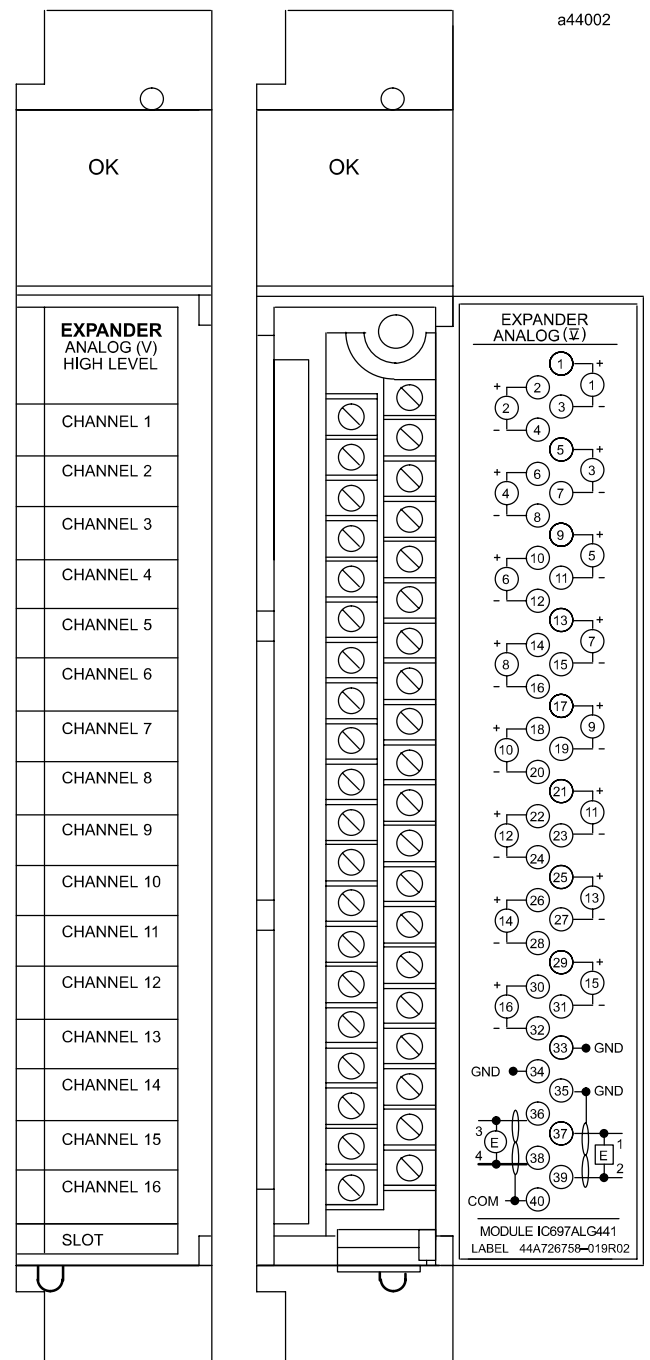 a44002
OK
OK
EXPANDER
ANALOG (V)
HIGH LEVEL
CHANNEL 1
CHANNEL 2
CHANNEL 3
CHANNEL 4
CHANNEL 5
CHANNEL 6
CHANNEL 7
CHANNEL 8
CHANNEL 9
CHANNEL 10
CHANNEL 11
CHANNEL 12
CHANNEL 13
CHANNEL 14
CHANNEL 15
CHANNEL 16
SLOT
EXPANDER
ANALOG (V)
1 +
+ 2 1
2 3 -
- 4
5 +
+ 6 3
4 7 -
- 8
9 +
+ 10 5
6 11 -
- 12
13 +
+ 14 7
8 15 -
- 16
17 +
+ 18 9
10 19 -
- 20
21 +
+ 22 11
12 23 -
- 24
25 +
+ 26 13
14 27 -
- 28
29 +
+ 30 15
16 31 -
- 32
33 GND
GND 34
35 GND
36
3 37 1
E E
4 38 2
39
COM 40
MODULE IC697ALG441
LABEL 44A726758-019R02